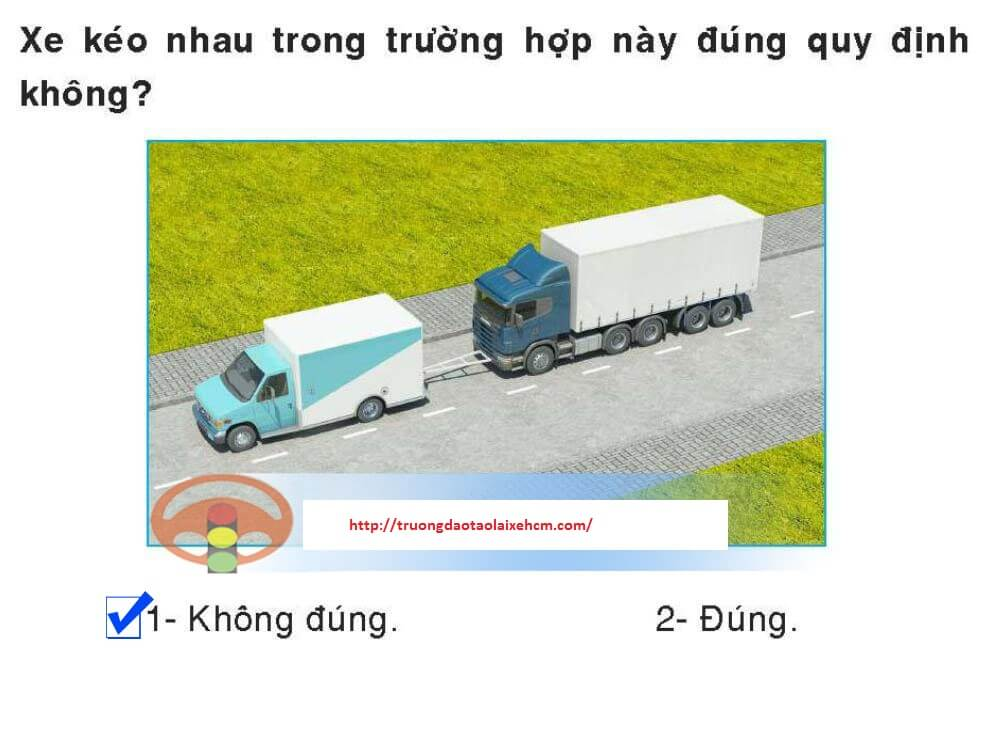 Xe kéo nhau trong trường hợp này đúng quy định
không?
http://truongdaotaolaixehcm.com/
1- Không đúng.
2- Đúng.